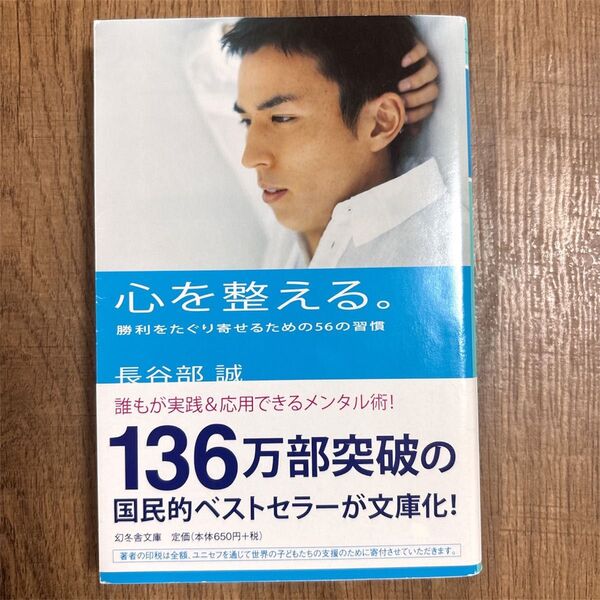 心を整える。
勝利をたぐり寄せるための56の習慣
長谷部 誠
誰もが実践&応用できるメンタル術!
136万部突破の
国民的ベストセラーが文庫化!
幻冬舎文庫 定価(本体650円+税)
著者の印税は全額、ユニセフを通じて世界の子どもたちの支援のために寄付させていただきます。